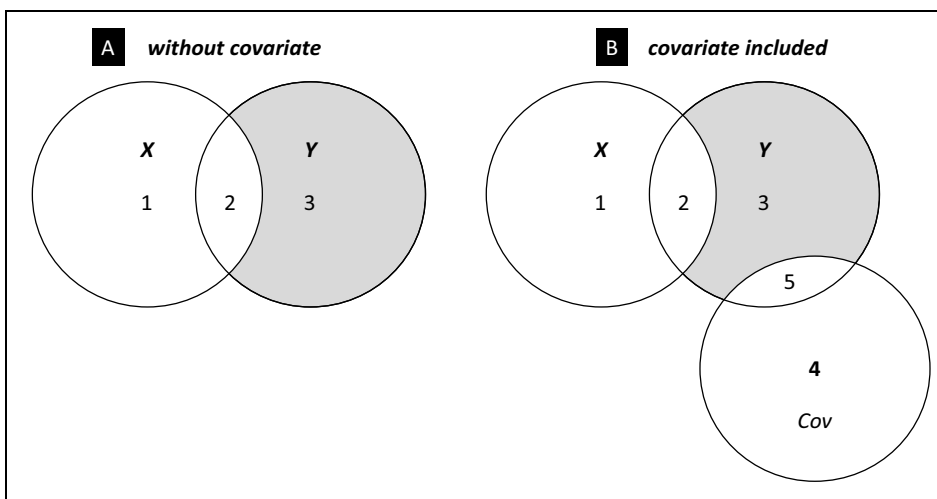 A without covariate
X Y
1 2 3
B covariate included
X Y
1 2 3
5
4
Cov